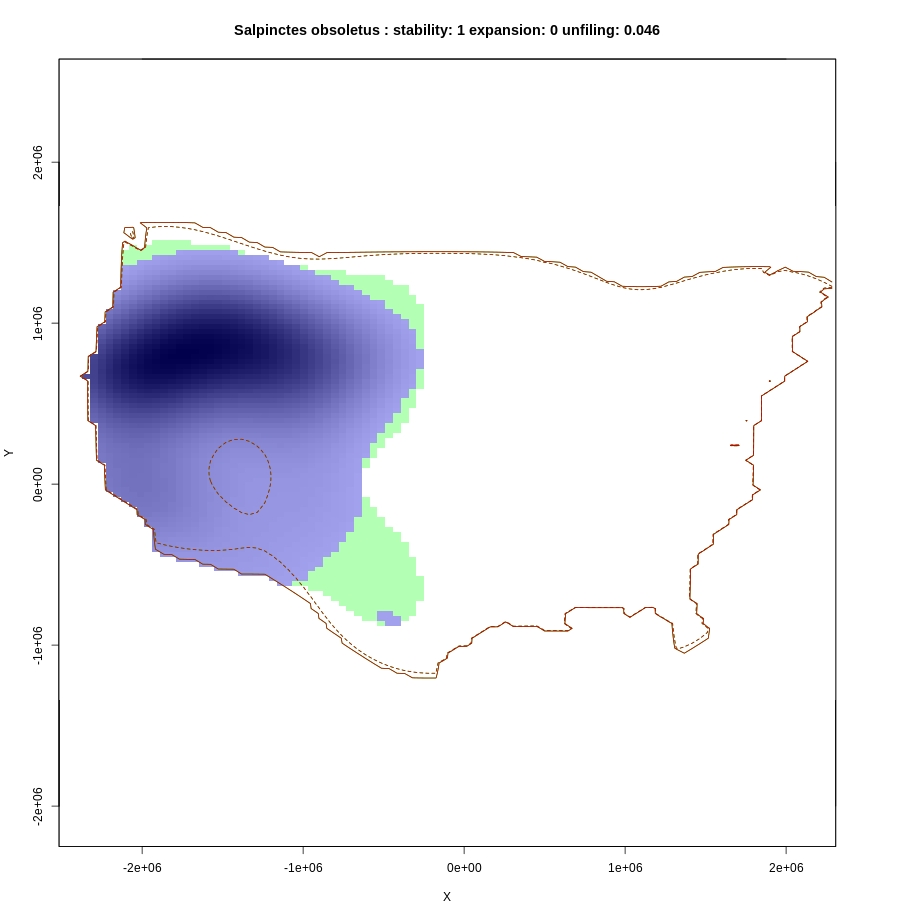 Salpinctes obsoletus : stability: 1 expansion: 0 unfiling: 0.046
2e+06
1e+06
0e+00
-1e+06
-2e+06
Y
-2e+06 -1e+06 0e+00 1e+06 2e+06
X